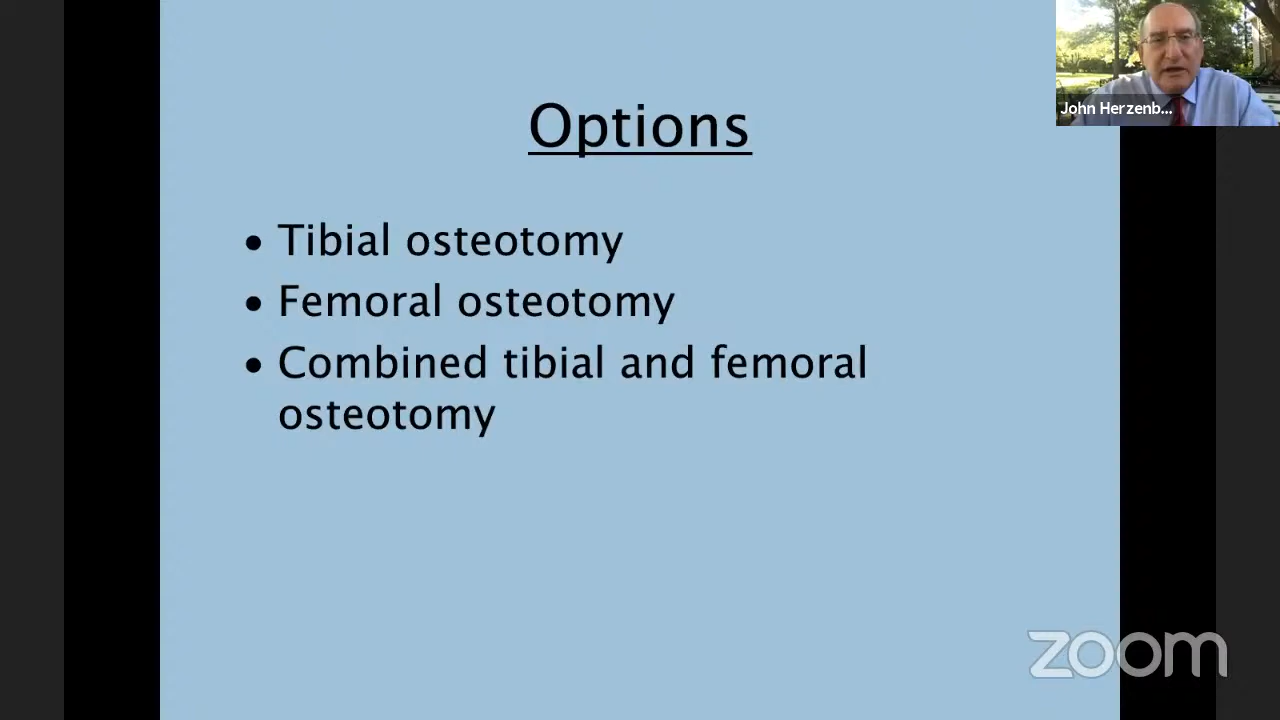 John Herzenb...
Options
• Tibial osteotomy
• Femoral osteotomy
• Combined tibial and femoral
osteotomy
zoom